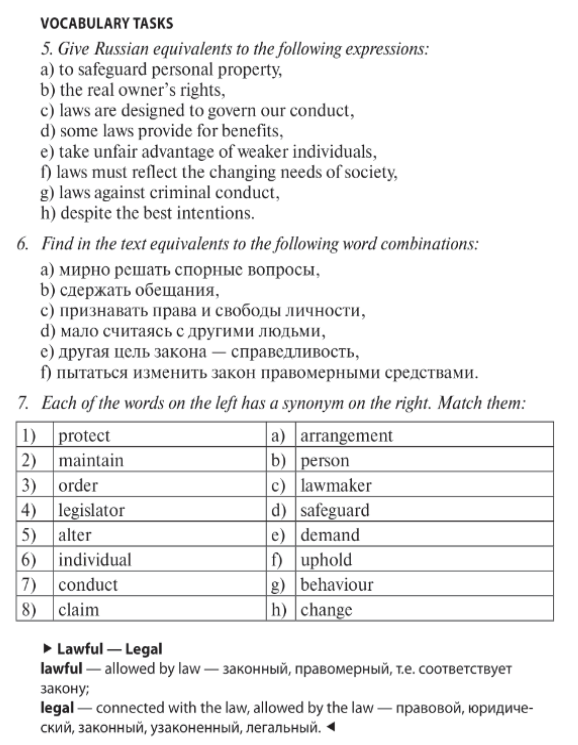 VOCABULARY TASKS
5. Give Russian equivalents to the following expressions:
a) to safeguard personal property,
b) the real owner's rights,
c) laws are designed to govern our conduct,
d) some laws provide for benefits,
e) take unfair advantage of weaker individuals,
f) laws must reflect the changing needs of society,
g) laws against criminal conduct,
h) despite the best intentions.
6. Find in the text equivalents to the following word combinations:
a) мирно решать спорные вопросы,
b) сдержать обещания,
c) признавать права и свободы личности,
d) мало считаясь с другими людьми,
e) другая цель закона — справедливость,
f) пытаться изменить закон правомерными средствами.
7. Each of the words on the left has a synonym on the right. Match them:
1) protect a) arrangement
2) maintain b) person
3) order c) lawmaker
4) legislator d) safeguard
5) alter e) demand
6) individual f) uphold
7) conduct g) behaviour
8) claim h) change
▶ Lawful — Legal
lawful — allowed by law — законный, правомерный, т.е. соответствует
закону;
legal — connected with the law, allowed by the law — правовой, юридиче-
ский, законный, узаконенный, легальный. ◀